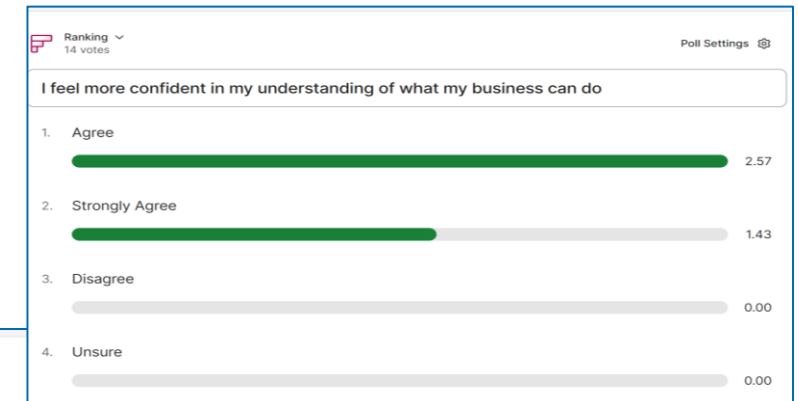 Ranking
14 votes
Poll Settings
I feel more confident in my understanding of what my business can do
1. Agree
2.57
2. Strongly Agree
1.43
3. Disagree
0.00
4. Unsure
0.00